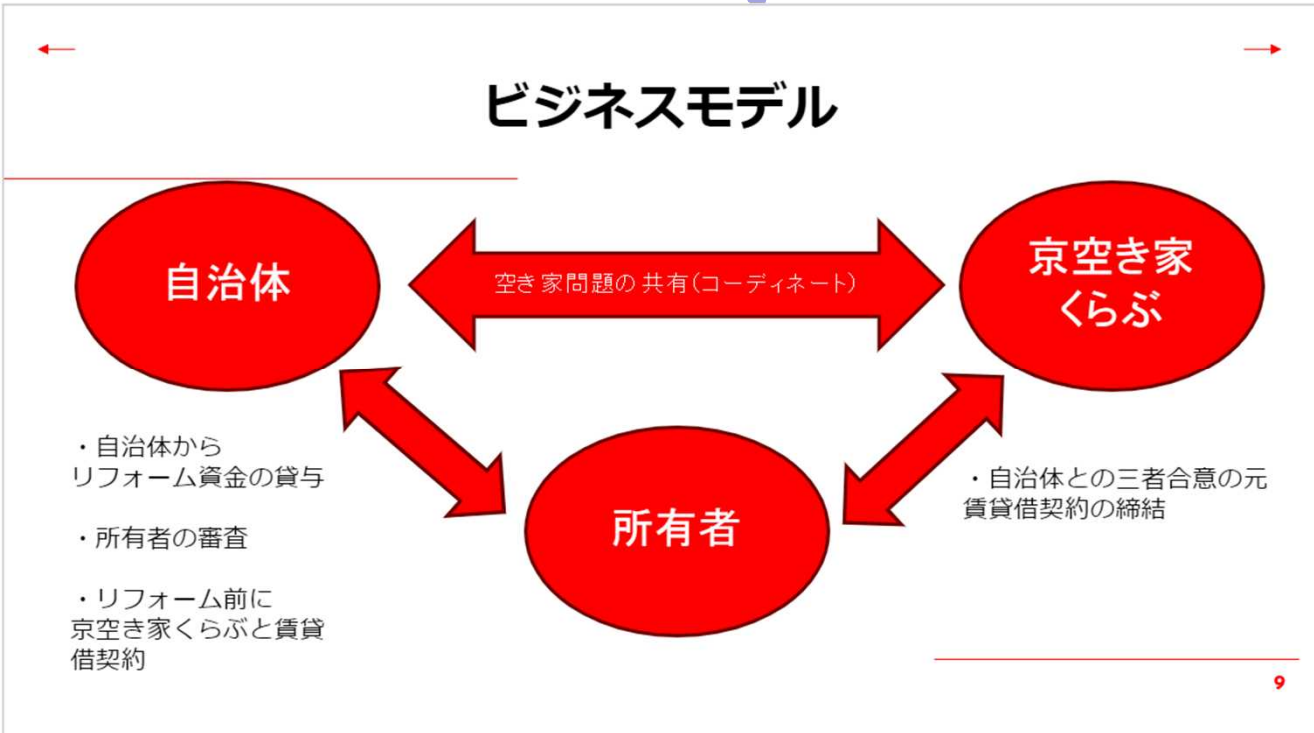 ビジネスモデル
自治体
空き家問題の共有(コーディネート)
京空き家
くらぶ
・自治体から
リフォーム資金の貸与
・所有者の審査
・リフォーム前に
京空き家くらぶと賃貸
借契約
所有者
・自治体との三者合意の元
賃貸借契約の締結
9